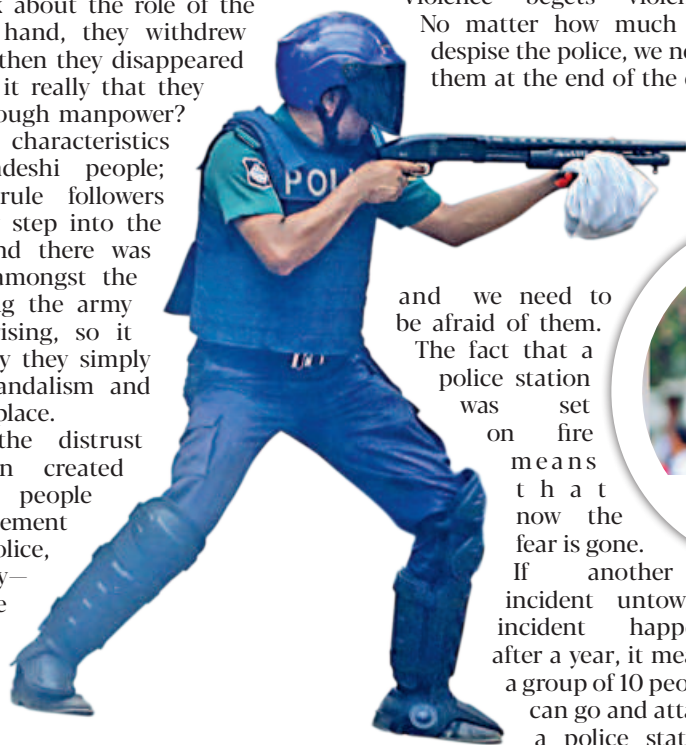 about the role of the
hand, they withdrew
then they disappeared
it really that they
ough manpower?
characteristics
deshi people;
rule followers
step into the
nd there was
amongst the
g the army
ising, so it
y they simply
andalism and
place.
the distrust
n created
people
ement
olice,
y—
e
POLI
Violence begets
No matter how much
despise the police, we ne
them at the end of the
and we need to
be afraid of them.
The fact that a
police station
was set
on fire
means
that
now the
fear is gone.
If another
incident untow
incident happe
after a year, it mea
a group of 10 peo
can go and atta
a police stat